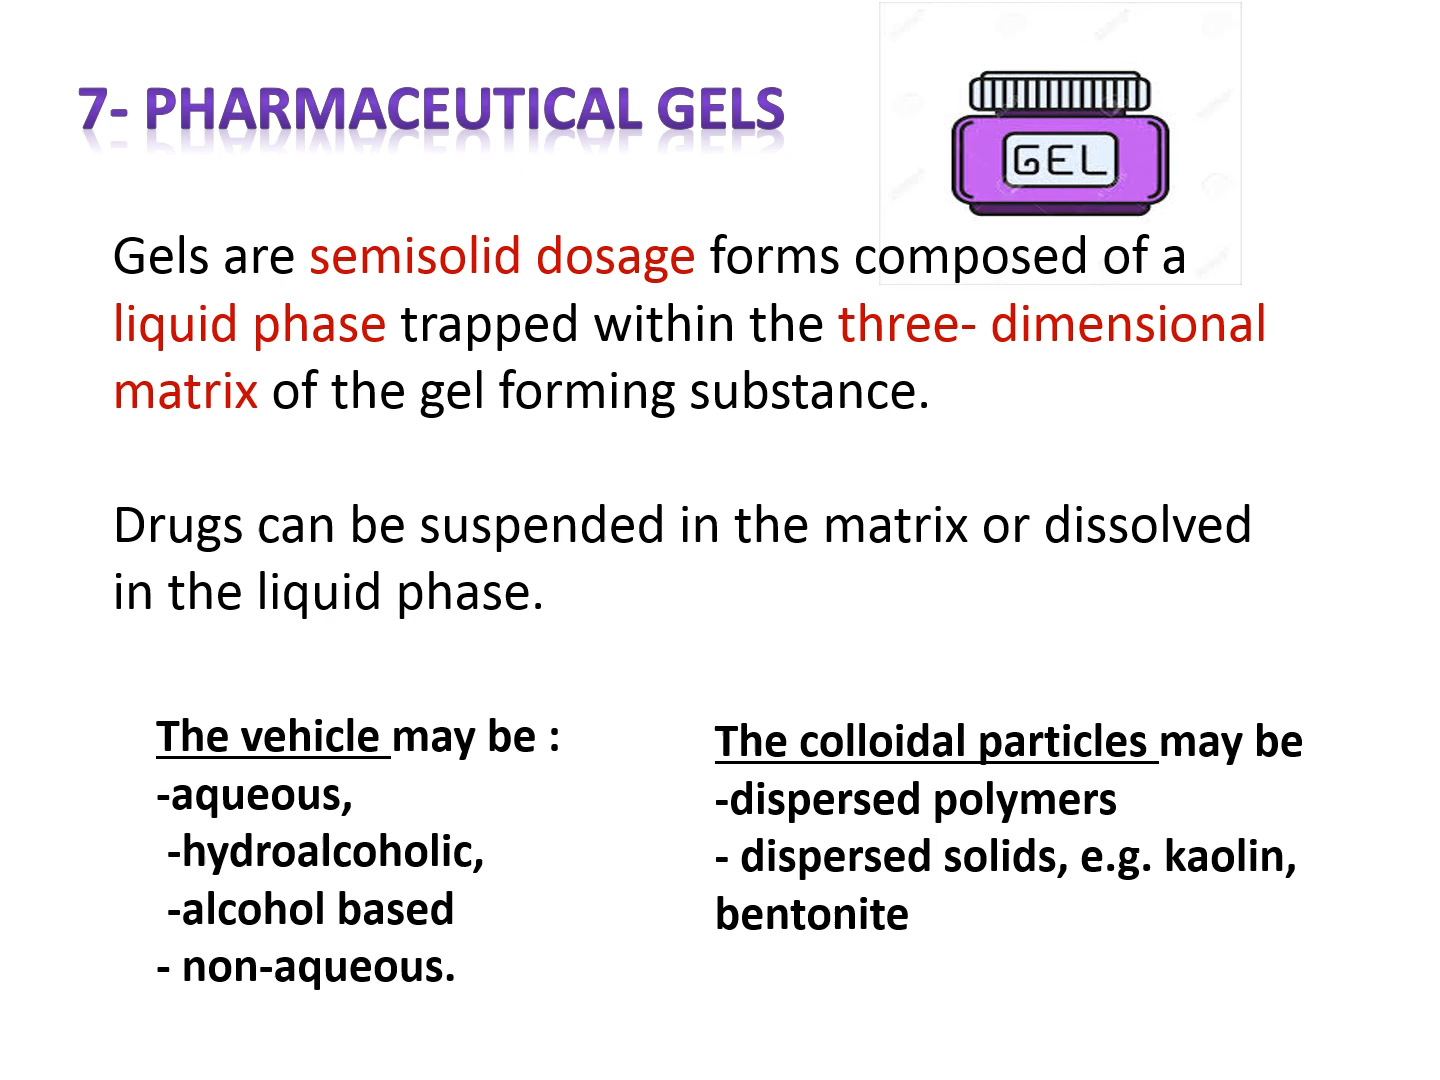 7- PHARMACEUTICAL GELS
GEL
Gels are semisolid dosage forms composed of a
liquid phase trapped within the three- dimensional
matrix of the gel forming substance.
Drugs can be suspended in the matrix or dissolved
in the liquid phase.
The vehicle may be :
-aqueous,
-hydroalcoholic,
-alcohol based
- non-aqueous.
The colloidal particles may be
-dispersed polymers
- dispersed solids, e.g. kaolin,
bentonite